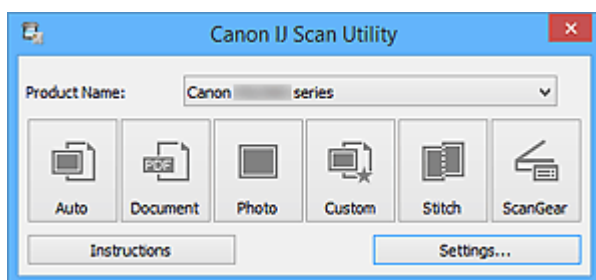 Canon IJ Scan Utility
Product Name: Canon series
PDF
Auto Document Photo Custom Stitch ScanGear
Instructions Settings...